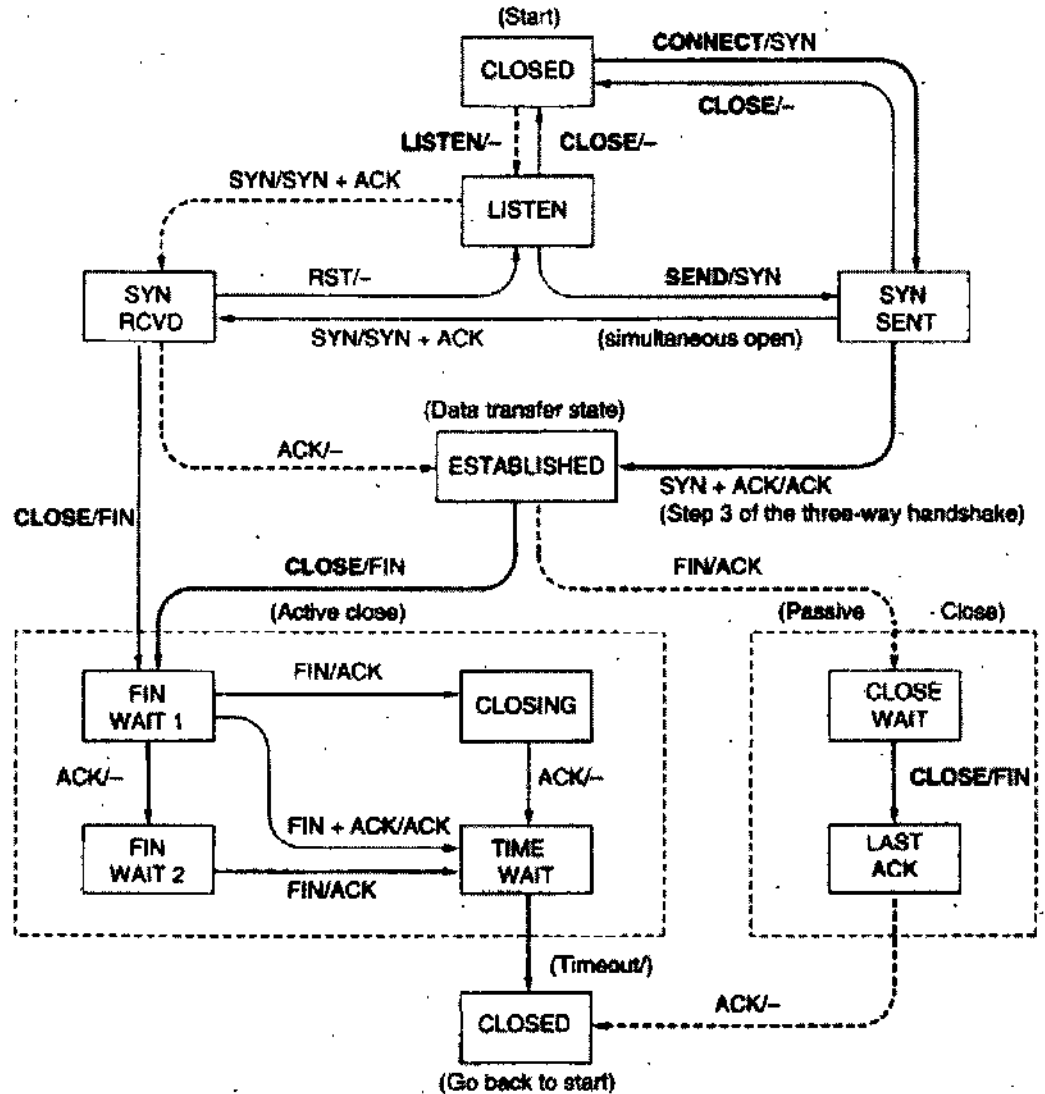 (Start)
CONNECT/SYN
CLOSED
CLOSE/–
LISTEN/–
CLOSE/–
SYN/SYN + ACK
LISTEN
RST/–
SEND/SYN
SYN
RCVD
SYN
SENT
SYN/SYN + ACK
(simultaneous open)
(Data transfer state)
ACK/–
ESTABLISHED
SYN + ACK/ACK
(Step 3 of the three-way handshake)
CLOSE/FIN
CLOSE/FIN
FIN/ACK
(Active close)
(Passive
Close)
FIN
WAIT 1
FIN/ACK
CLOSING
CLOSE
WAIT
ACK/–
ACK/–
CLOSE/FIN
FIN + ACK/ACK
FIN
WAIT 2
FIN/ACK
TIME
WAIT
LAST
ACK
(Timeout/)
CLOSED
ACK/–
(Go back to start)